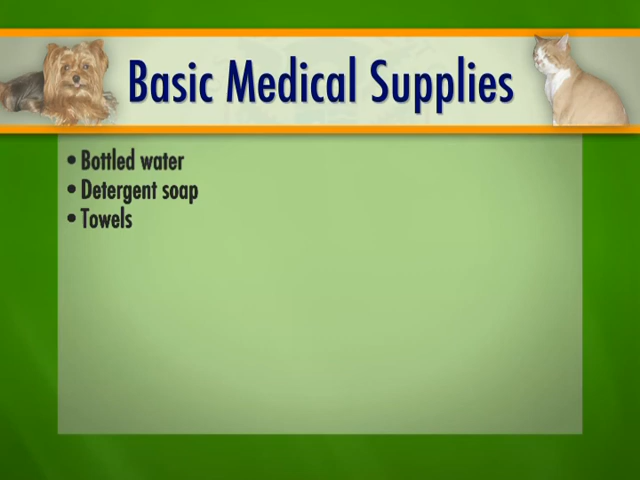 Basic Medical Supplies
• Bottled water
• Detergent soap
• Towels